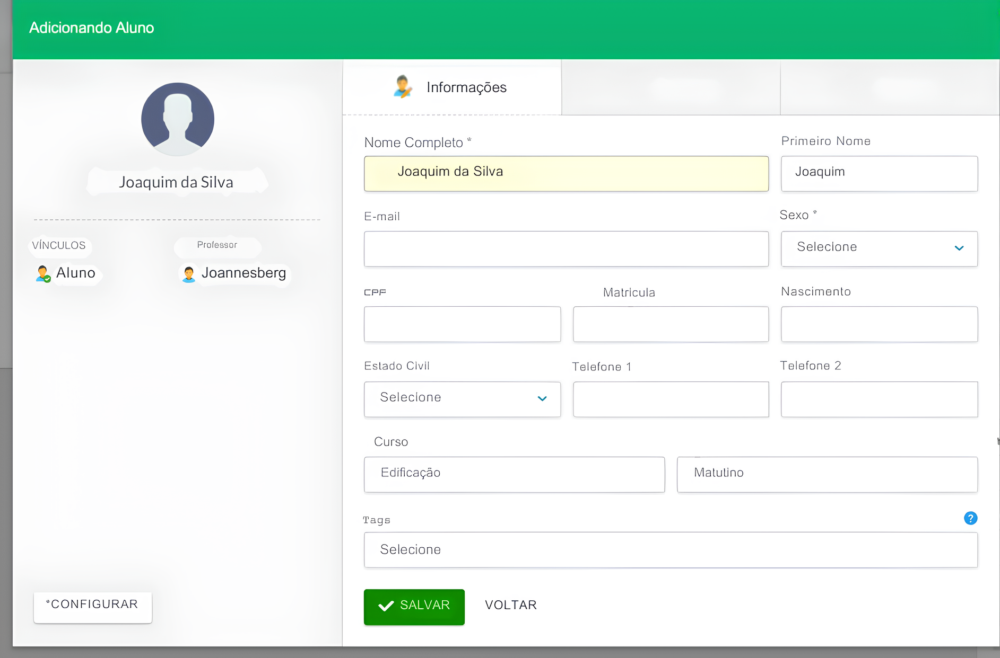 Adicionando Aluno
Joaquim da Silva
VÍNCULOS
Professor
Aluno
Joannesberg
*CONFIGURAR
Informações
Nome Completo *
Primeiro Nome
Joaquim da Silva
Joaquim
E-mail
Sexo *
Selecione
CPF
Matricula
Nascimento
Estado Civil
Telefone 1
Telefone 2
Selecione
Curso
Edificação
Matutino
Tags
?
Selecione
SALVAR
VOLTAR